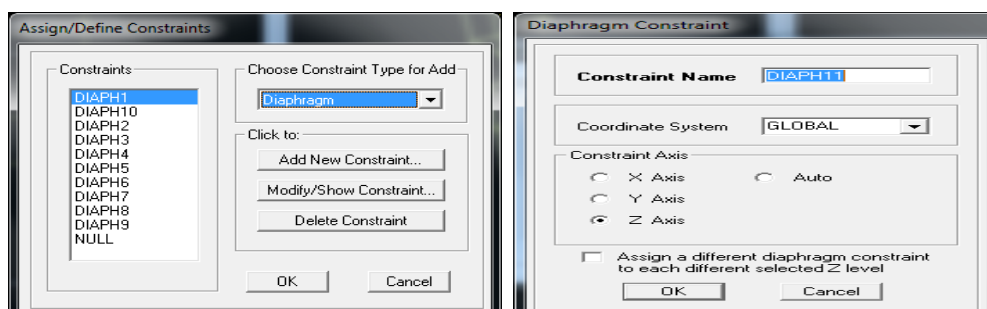 Assign/Define Constraints
Constraints
DIAPH1
DIAPH10
DIAPH2
DIAPH3
DIAPH4
DIAPH5
DIAPH6
DIAPH7
DIAPH8
DIAPH9
NULL
Choose Constraint Type for Add
Diaphragm
Click to:
Add New Constraint...
Modify/Show Constraint...
Delete Constraint
OK
Cancel
Diaphragm Constraint
Constraint Name DIAPH11
Coordinate System GLOBAL
Constraint Axis
X Axis Auto
Y Axis
Z Axis
Assign a different diaphragm constraint
to each different selected Z level
OK Cancel